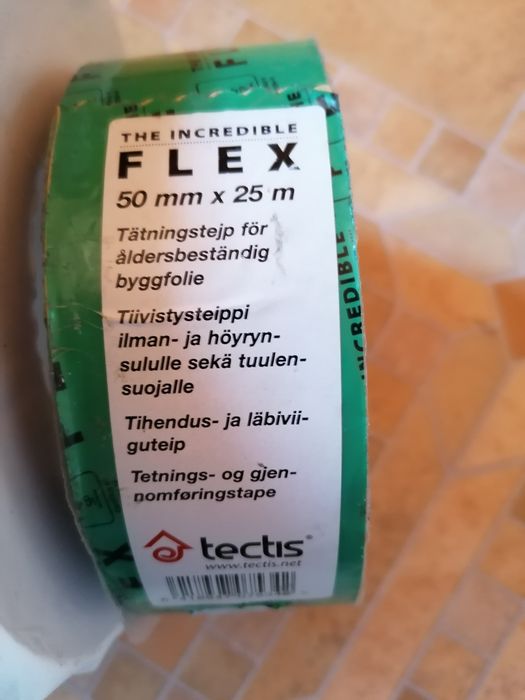 THE INCREDIBLE
FLEX
50 mm x 25 m
Tätningstejp för
åldersbeständig
byggfolie
Tiivistysteippi
ilman- ja höyryn-
sululle sekä tuulen-
suojalle
Tihendus- ja läbivii-
guteip
Tetnings- og gjen-
nomføringstape
tectis®
www.tectis.net
INCREDIBLE